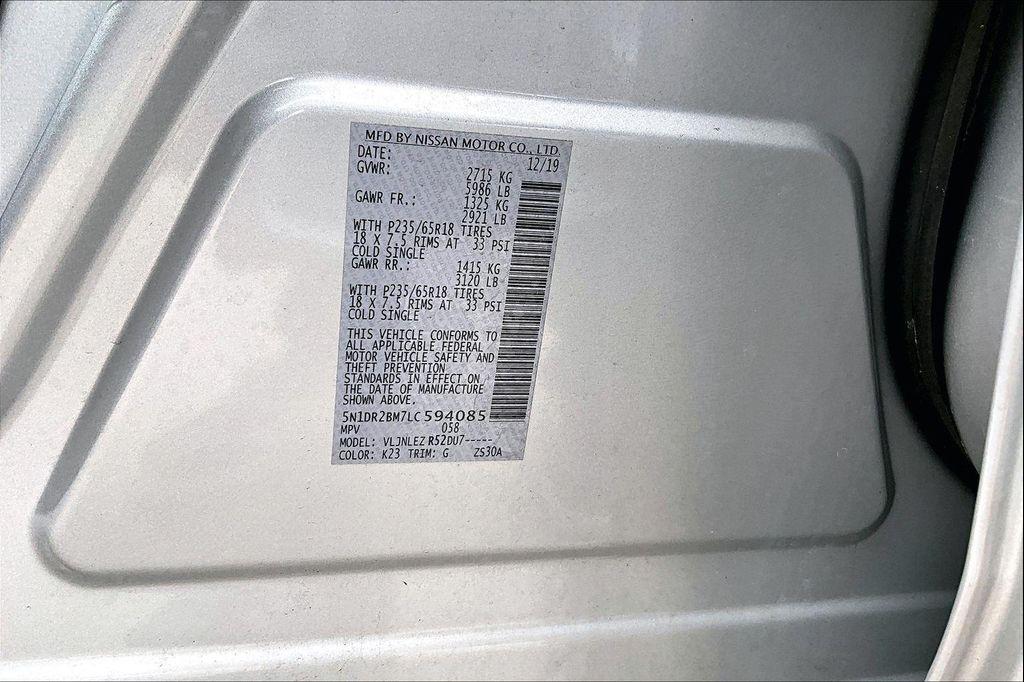 MFD BY NISSAN MOTOR CO., LTD.
DATE: 12/19
GVWR: 2715 KG
5986 LB
GAWR FR.: 1325 KG
2921 LB
WITH P235/65R18 TIRES
18 X 7.5 RIMS AT 33 PSI
COLD SINGLE
GAWR RR.: 1415 KG
3120 LB
WITH P235/65R18 TIRES
18 X 7.5 RIMS AT 33 PSI
COLD SINGLE
THIS VEHICLE CONFORMS TO
ALL APPLICABLE FEDERAL
MOTOR VEHICLE SAFETY AND
THEFT PREVENTION
STANDARDS IN EFFECT ON
THE DATE OF MANUFACTURE
SHOWN ABOVE.
5N1DR2BM7LC594085
MPV 058
MODEL: VLJNLEZ R52DU7-----
COLOR: K23 TRIM: G ZS30A